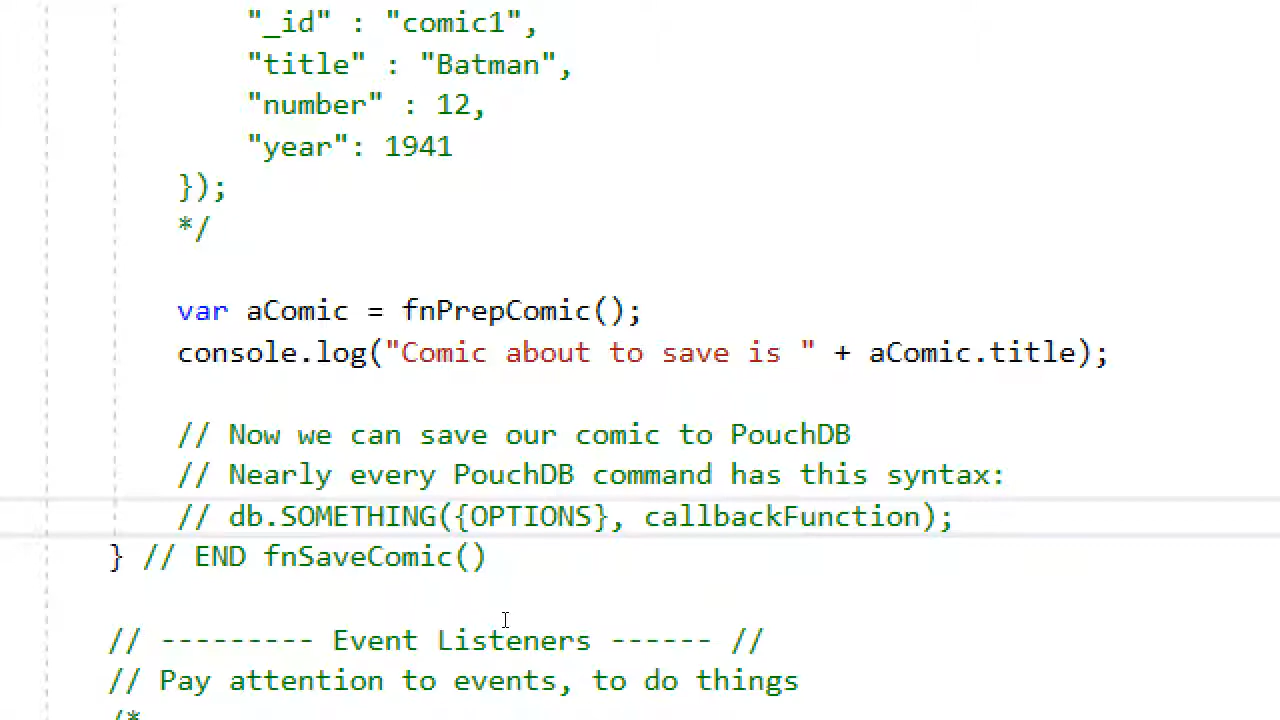 "_id" : "comic1",
"title" : "Batman",
"number" : 12,
"year": 1941
});
*/
var aComic = fnPrepComic();
console.log("Comic about to save is " + aComic.title);
// Now we can save our comic to PouchDB
// Nearly every PouchDB command has this syntax:
// db.SOMETHING({OPTIONS}, callbackFunction);
} // END fnSaveComic()
// --------- Event Listeners ------ //
// Pay attention to events, to do things
/*